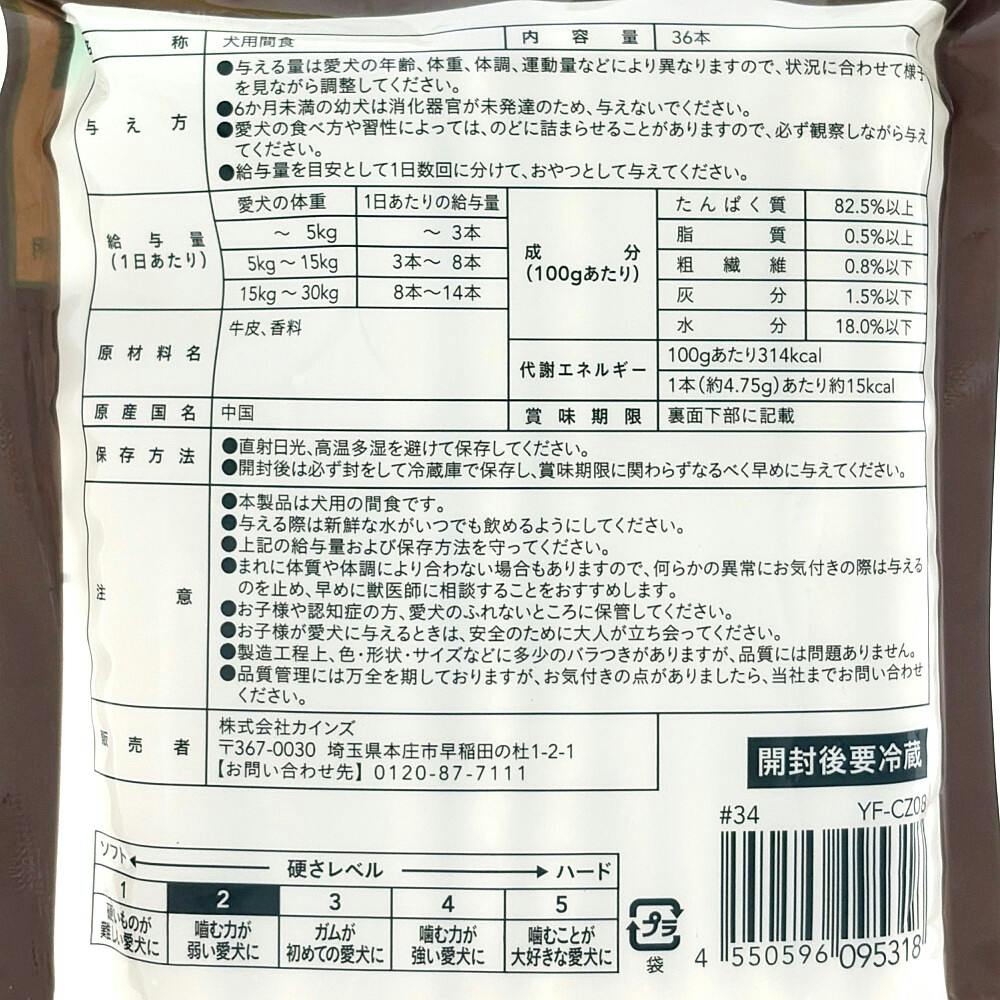 称 犬用間食 内容量 36本
与え方
●与える量は愛犬の年齢、体重、体調、運動量などにより異なりますので、状況に合わせて様子
を見ながら調整してください。
●6か月未満の幼犬は消化器官が未発達のため、与えないでください。
●愛犬の食べ方や習性によっては、のどに詰まらせることがありますので、必ず観察しながら与え
てください。
●給与量を目安として1日数回に分けて、おやつとして与えてください。
給与量
(1日あたり)
愛犬の体重 1日あたりの給与量
～ 5kg ～ 3本
5kg～15kg 3本～ 8本
15kg～30kg 8本～14本
成分
(100gあたり)
たんぱく質 82.5%以上
脂質 0.5%以上
粗繊維 0.8%以下
灰分 1.5%以下
水分 18.0%以下
原材料名 牛皮、香料
代謝エネルギー
100gあたり314kcal
1本(約4.75g)あたり約15kcal
原産国名 中国 賞味期限 裏面下部に記載
保存方法
●直射日光、高温多湿を避けて保存してください。
●開封後は必ず封をして冷蔵庫で保存し、賞味期限に関わらずなるべく早めに与えてください。
注意
●本製品は犬用の間食です。
●与える際は新鮮な水がいつでも飲めるようにしてください。
●上記の給与量および保存方法を守ってください。
●まれに体質や体調により合わない場合もありますので、何らかの異常にお気付きの際は与える
のを止め、早めに獣医師に相談することをおすすめします。
●お子様や認知症の方、愛犬のふれないところに保管してください。
●お子様が愛犬に与えるときは、安全のために大人が立ち会ってください。
●製造工程上、色・形状・サイズなどに多少のバラつきがありますが、品質には問題ありません。
●品質管理には万全を期しておりますが、お気付きの点がありましたら、当社までお問い合わせ
ください。
販売者
株式会社カインズ
〒367-0030 埼玉県本庄市早稲田の杜1-2-1
【お問い合わせ先】0120-87-7111
開封後要冷蔵
#34 YF-CZ08
ソフト 硬さレベル ハード
1 2 3 4 5
硬いものが
難しい愛犬に
噛む力が
弱い愛犬に
ガムが
初めての愛犬に
噛む力が
強い愛犬に
噛むことが
大好きな愛犬に
プラ
袋
4 550596 095318